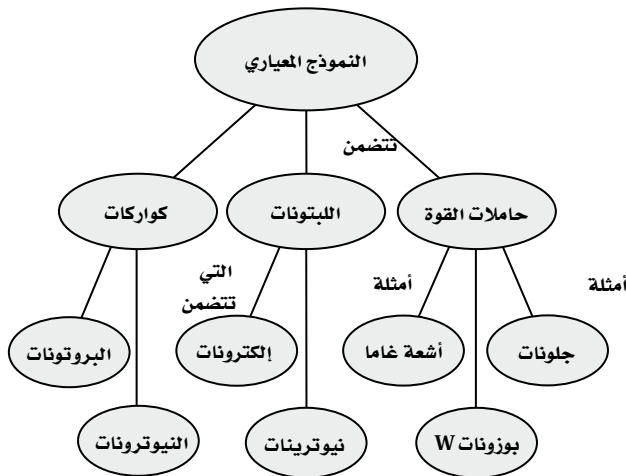 النموذج المعياري
تتضمن
حاملات القوة
اللبتونات
كواركات
أمثلة
أمثلة
التي
تتضمن
جلونات
أشعة غاما
إلكترونات
البروتونات
بوزونات W
نيوترينات
النيوترونات